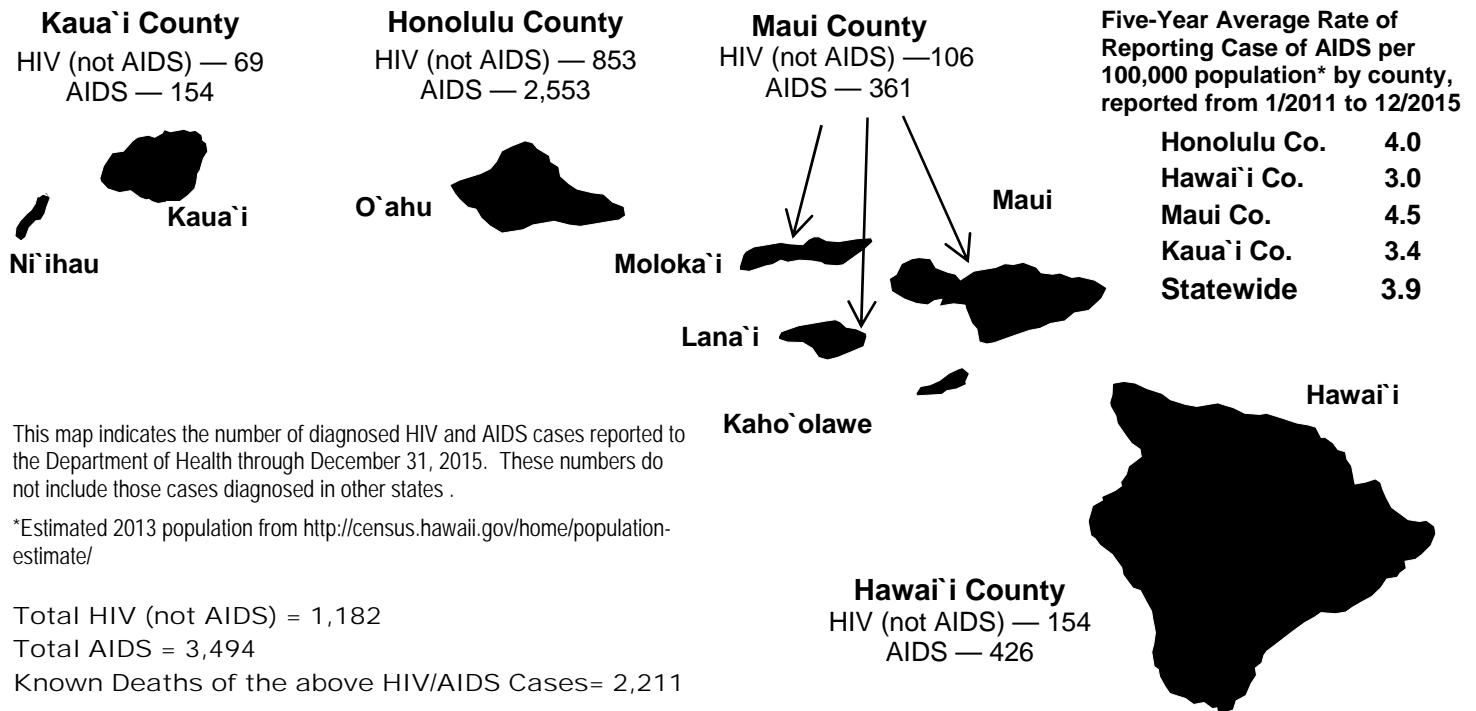 Kaua`i County
HIV (not AIDS) — 69
AIDS — 154
Honolulu County
HIV (not AIDS) — 853
AIDS — 2,553
Maui County
HIV (not AIDS) —106
AIDS — 361
Five-Year Average Rate of
Reporting Case of AIDS per
100,000 population* by county,
reported from 1/2011 to 12/2015
Honolulu Co. 4.0
Hawai`i Co. 3.0
Maui Co. 4.5
Kaua`i Co. 3.4
Statewide 3.9
Kaua`i
Ni`ihau
O`ahu
Maui
Moloka`i
Lana`i
Kaho`olawe
Hawai`i
This map indicates the number of diagnosed HIV and AIDS cases reported to
the Department of Health through December 31, 2015. These numbers do
not include those cases diagnosed in other states .
*Estimated 2013 population from http://census.hawaii.gov/home/population-
estimate/
Total HIV (not AIDS) = 1,182
Total AIDS = 3,494
Known Deaths of the above HIV/AIDS Cases= 2,211
Hawai`i County
HIV (not AIDS) — 154
AIDS — 426